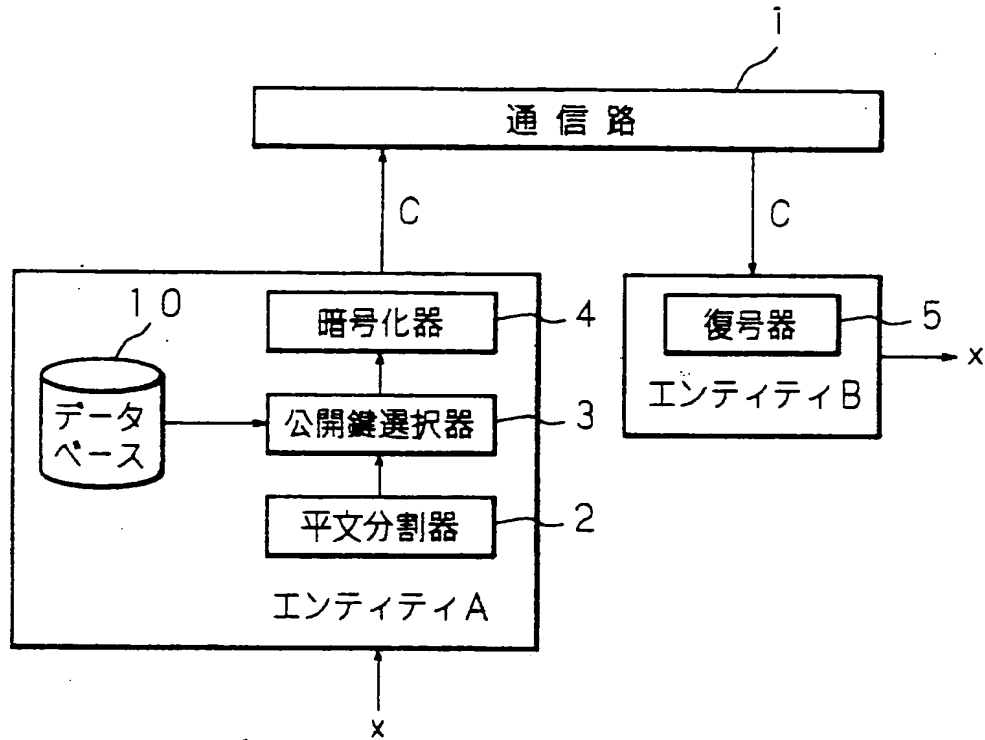 1
通信路
C
C
10
暗号化器
4
復号器
5
x
エンティティB
データ
ベース
公開鍵選択器
3
平文分割器
2
エンティティA
x